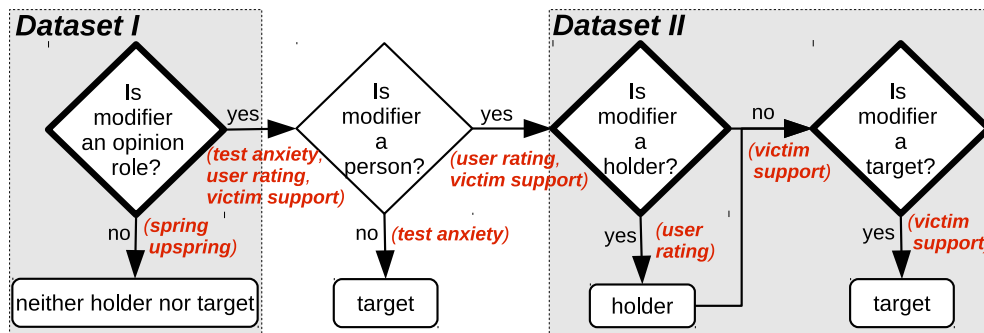 Dataset I
Dataset II
Is
modifier
an opinion
role?
yes
(test anxiety,
user rating,
victim support)
no
(spring
upspring)
neither holder nor target
Is
modifier
a
person?
yes
(user rating,
victim support)
no
(test anxiety)
target
Is
modifier
a
holder?
no
(victim
support)
yes
(user
rating)
holder
Is
modifier
a
target?
yes
(victim
support)
target